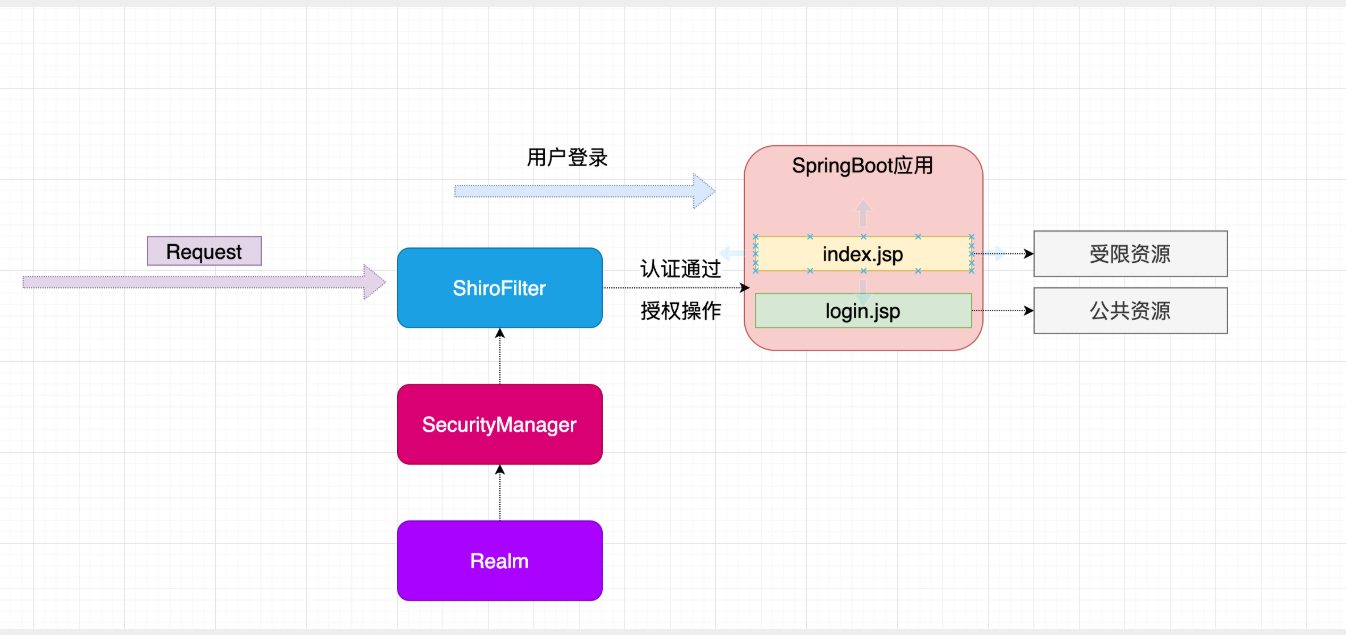 用户登录
SpringBoot应用
Request
index.jsp
受限资源
认证通过
ShiroFilter
授权操作
login.jsp
公共资源
SecurityManager
Realm